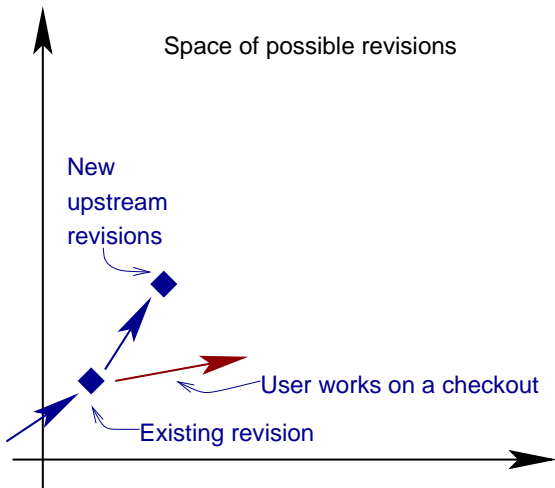 Space of possible revisions
New
upstream
revisions
User works on a checkout
Existing revision